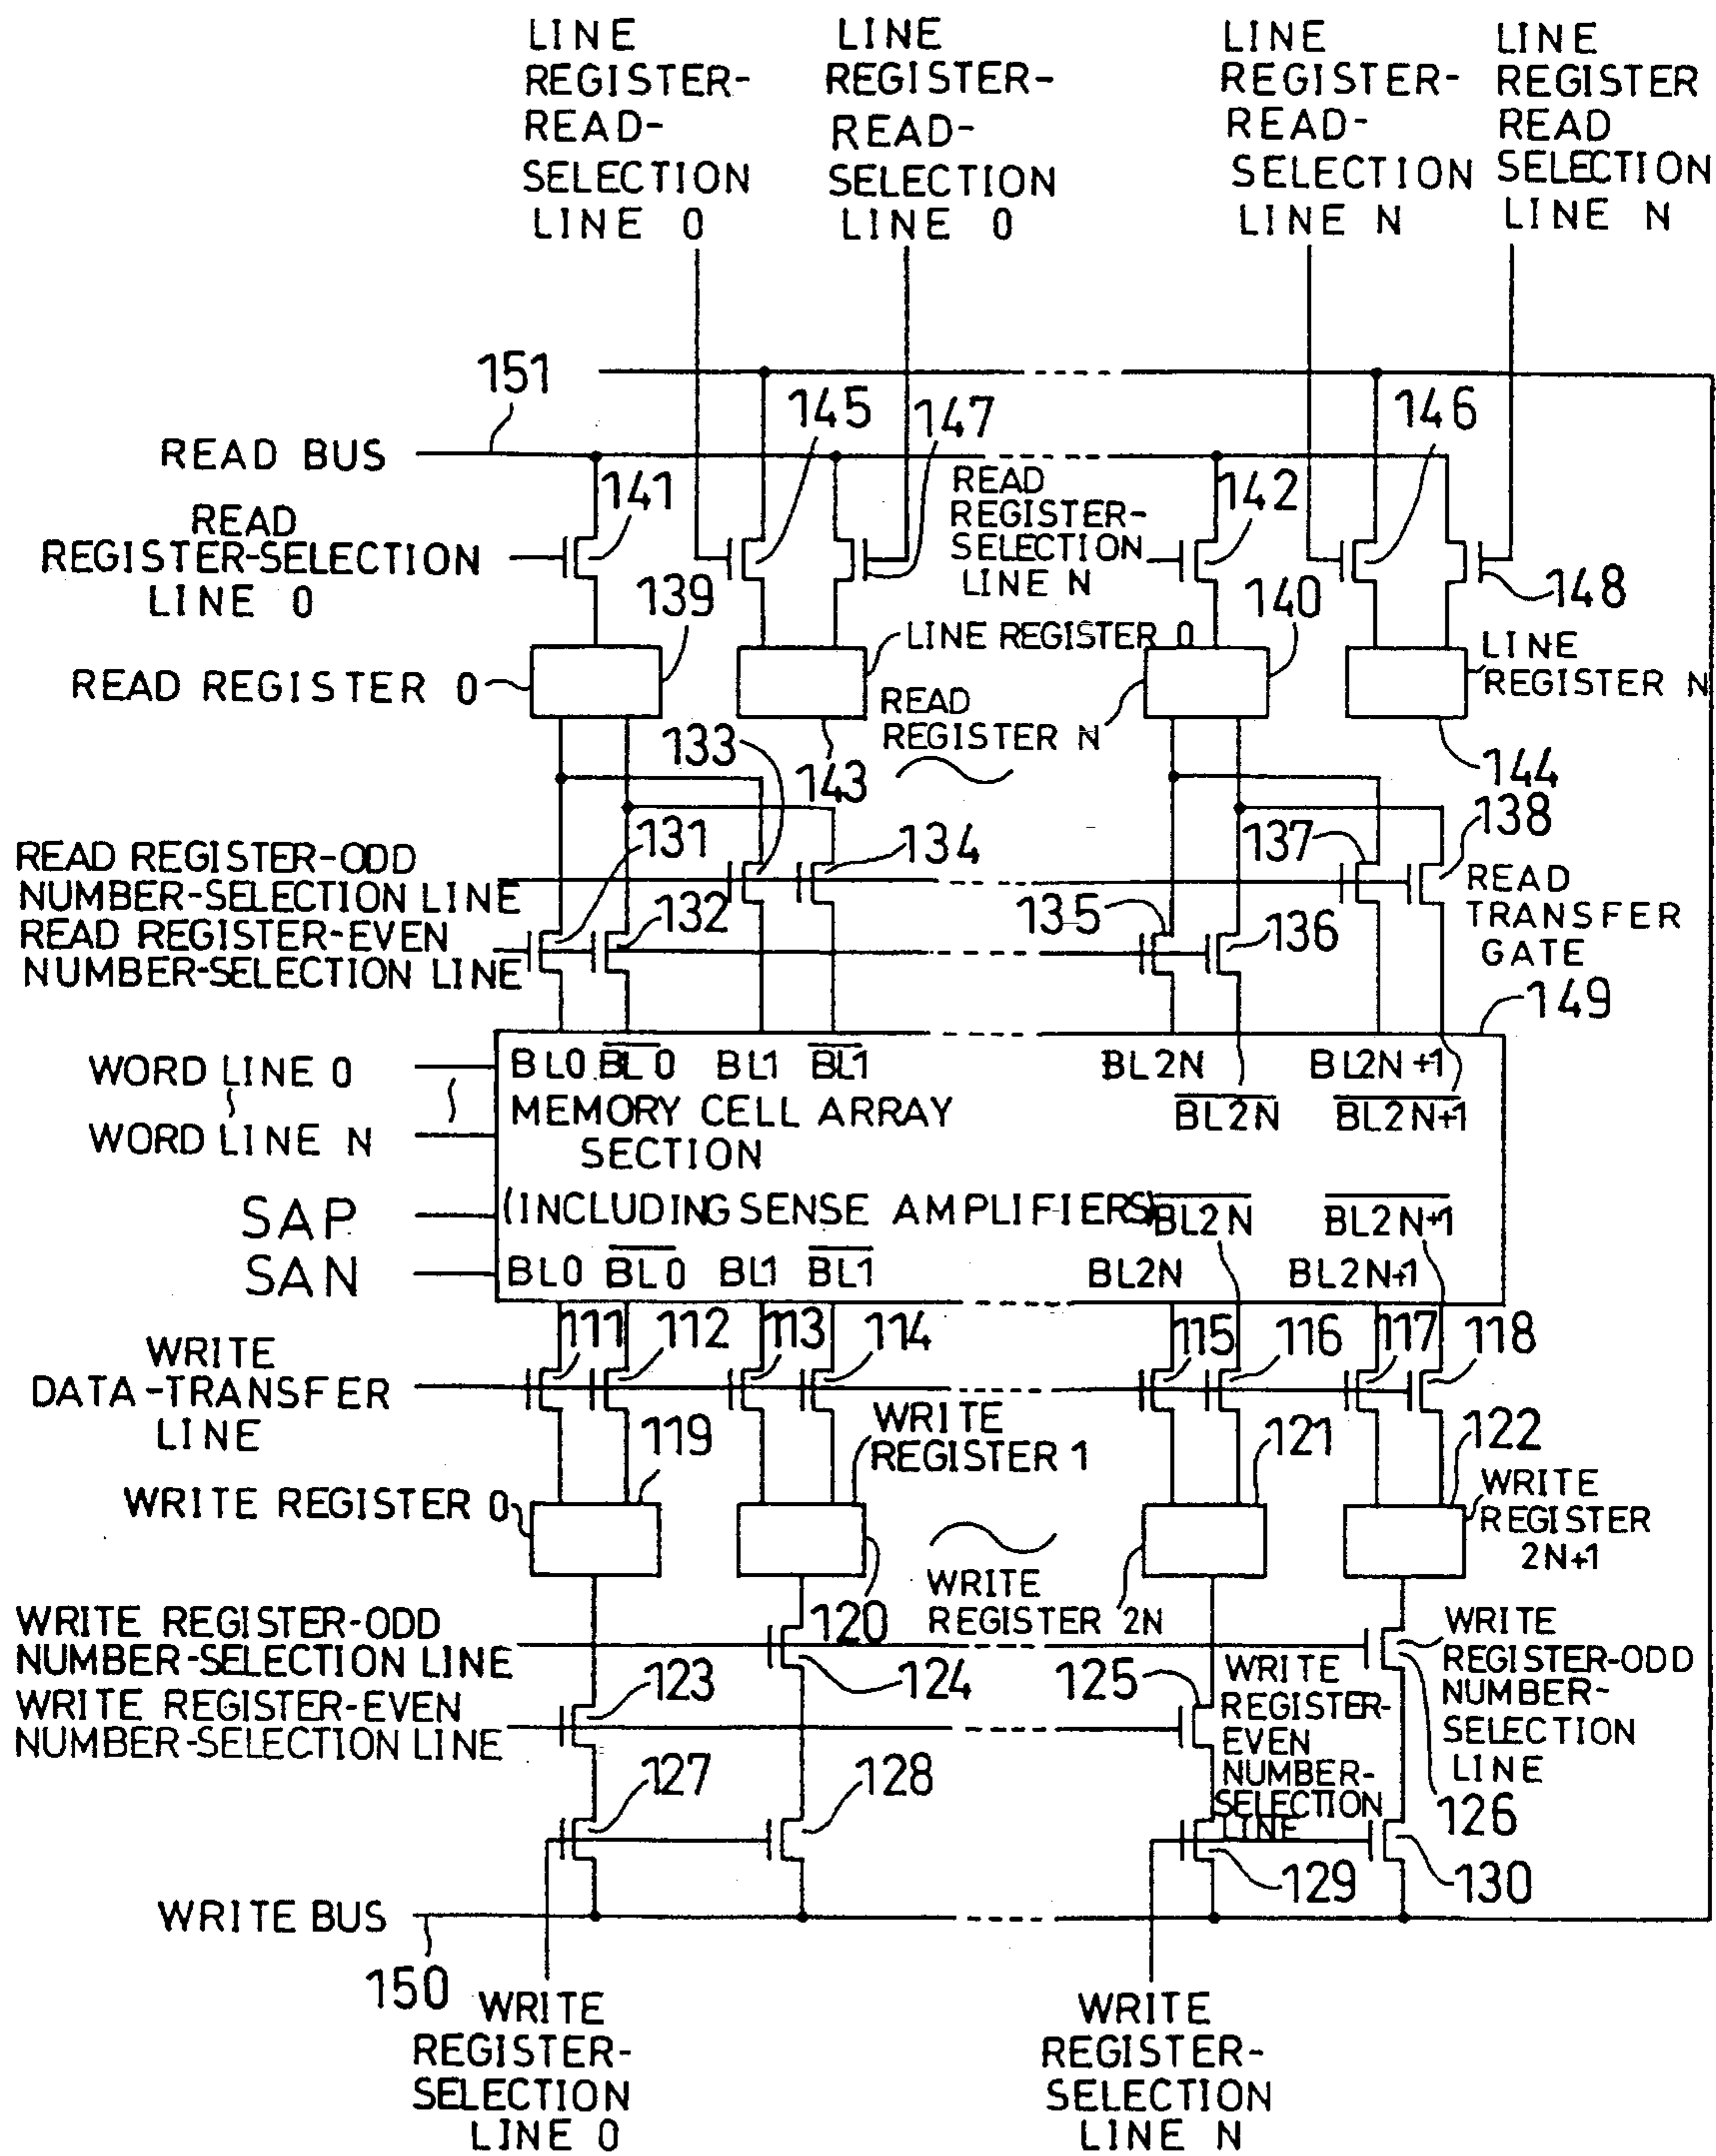 LINE
REGISTER-
READ-
SELECTION
LINE 0
LINE
REGISTER-
READ-
SELECTION
LINE 0
LINE
REGISTER-
READ-
SELECTION
LINE N
LINE
REGISTER
READ
SELECTION
LINE N
151
145
147
146
READ BUS
141
READ
REGISTER-
SELECTION
LINE N
142
READ
REGISTER-SELECTION
LINE 0
139
140
148
LINE REGISTER 0
LINE
REGISTER N
READ REGISTER 0
READ
REGISTER N
133
143
144
131
134
137
138
READ REGISTER-ODD
NUMBER-SELECTION LINE
READ REGISTER-EVEN
NUMBER-SELECTION LINE
132
135
136
READ
TRANSFER
GATE
149
WORD LINE 0
WORD LINE N
BL0 B̅L̅0̅ BL1 B̅L̅1̅ BL2N BL2N+1
B̅L̅2̅N̅ B̅L̅2̅N̅+̅1̅
MEMORY CELL ARRAY
SECTION
(INCLUDING SENSE AMPLIFIERS)
B̅L̅2̅N̅ B̅L̅2̅N̅+̅1̅
SAP
SAN
BL0 B̅L̅0̅ BL1 B̅L̅1̅ BL2N BL2N+1
111 112 113 114 115 116 117 118
WRITE
DATA-TRANSFER
LINE
119
WRITE
REGISTER 1
121
122
WRITE REGISTER 0
WRITE
REGISTER
2N+1
120
WRITE
REGISTER 2N
WRITE REGISTER-ODD
NUMBER-SELECTION LINE
124
WRITE
REGISTER-ODD
NUMBER-
SELECTION
LINE
126
WRITE REGISTER-EVEN
NUMBER-SELECTION LINE
123
125
WRITE
REGISTER-
EVEN
NUMBER-
SELECTION
LINE
127
128
129
130
WRITE BUS
150
WRITE
REGISTER-
SELECTION
LINE 0
WRITE
REGISTER-
SELECTION
LINE N